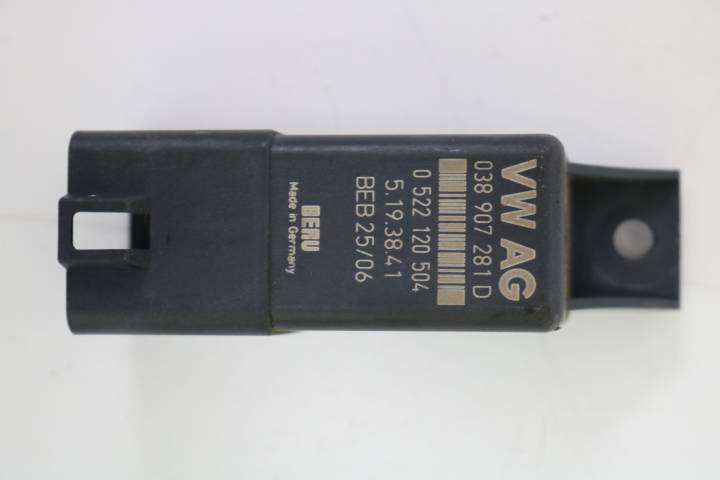 VW AG
038 907 281 D
0 522 120 504
5.19.38.41
BEB 25/06
BERU
Made in Germany